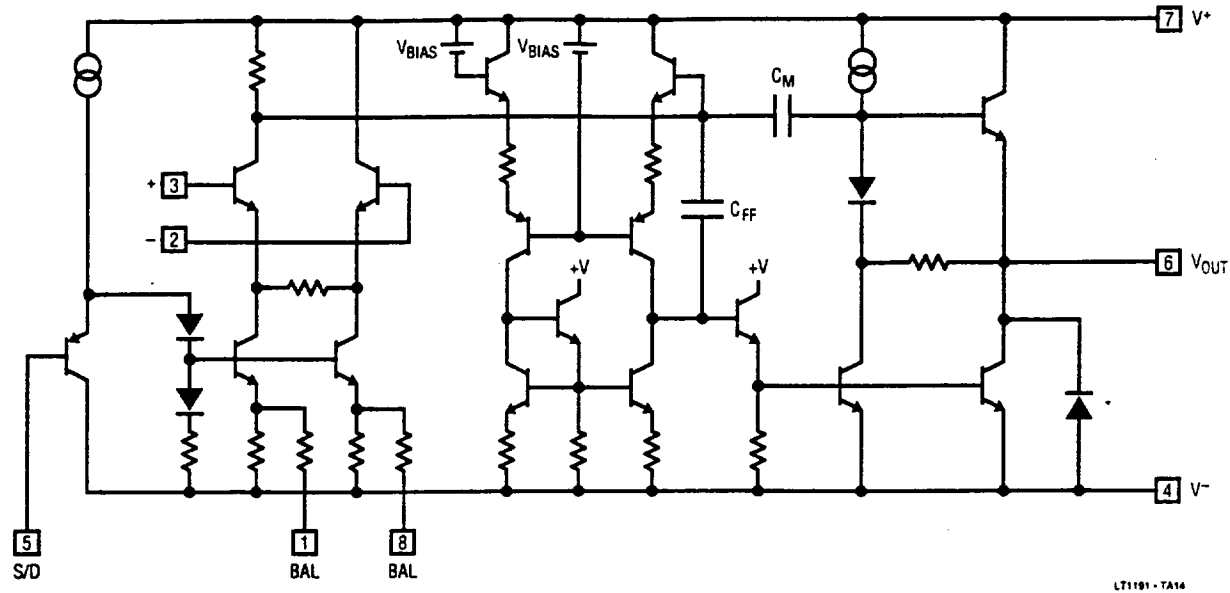 7 V+
VBIAS
VBIAS
CM
+ 3
CFF
- 2
+V
+V
6 VOUT
4 V-
5
S/D
1
BAL
8
BAL
LT1191 • TA14